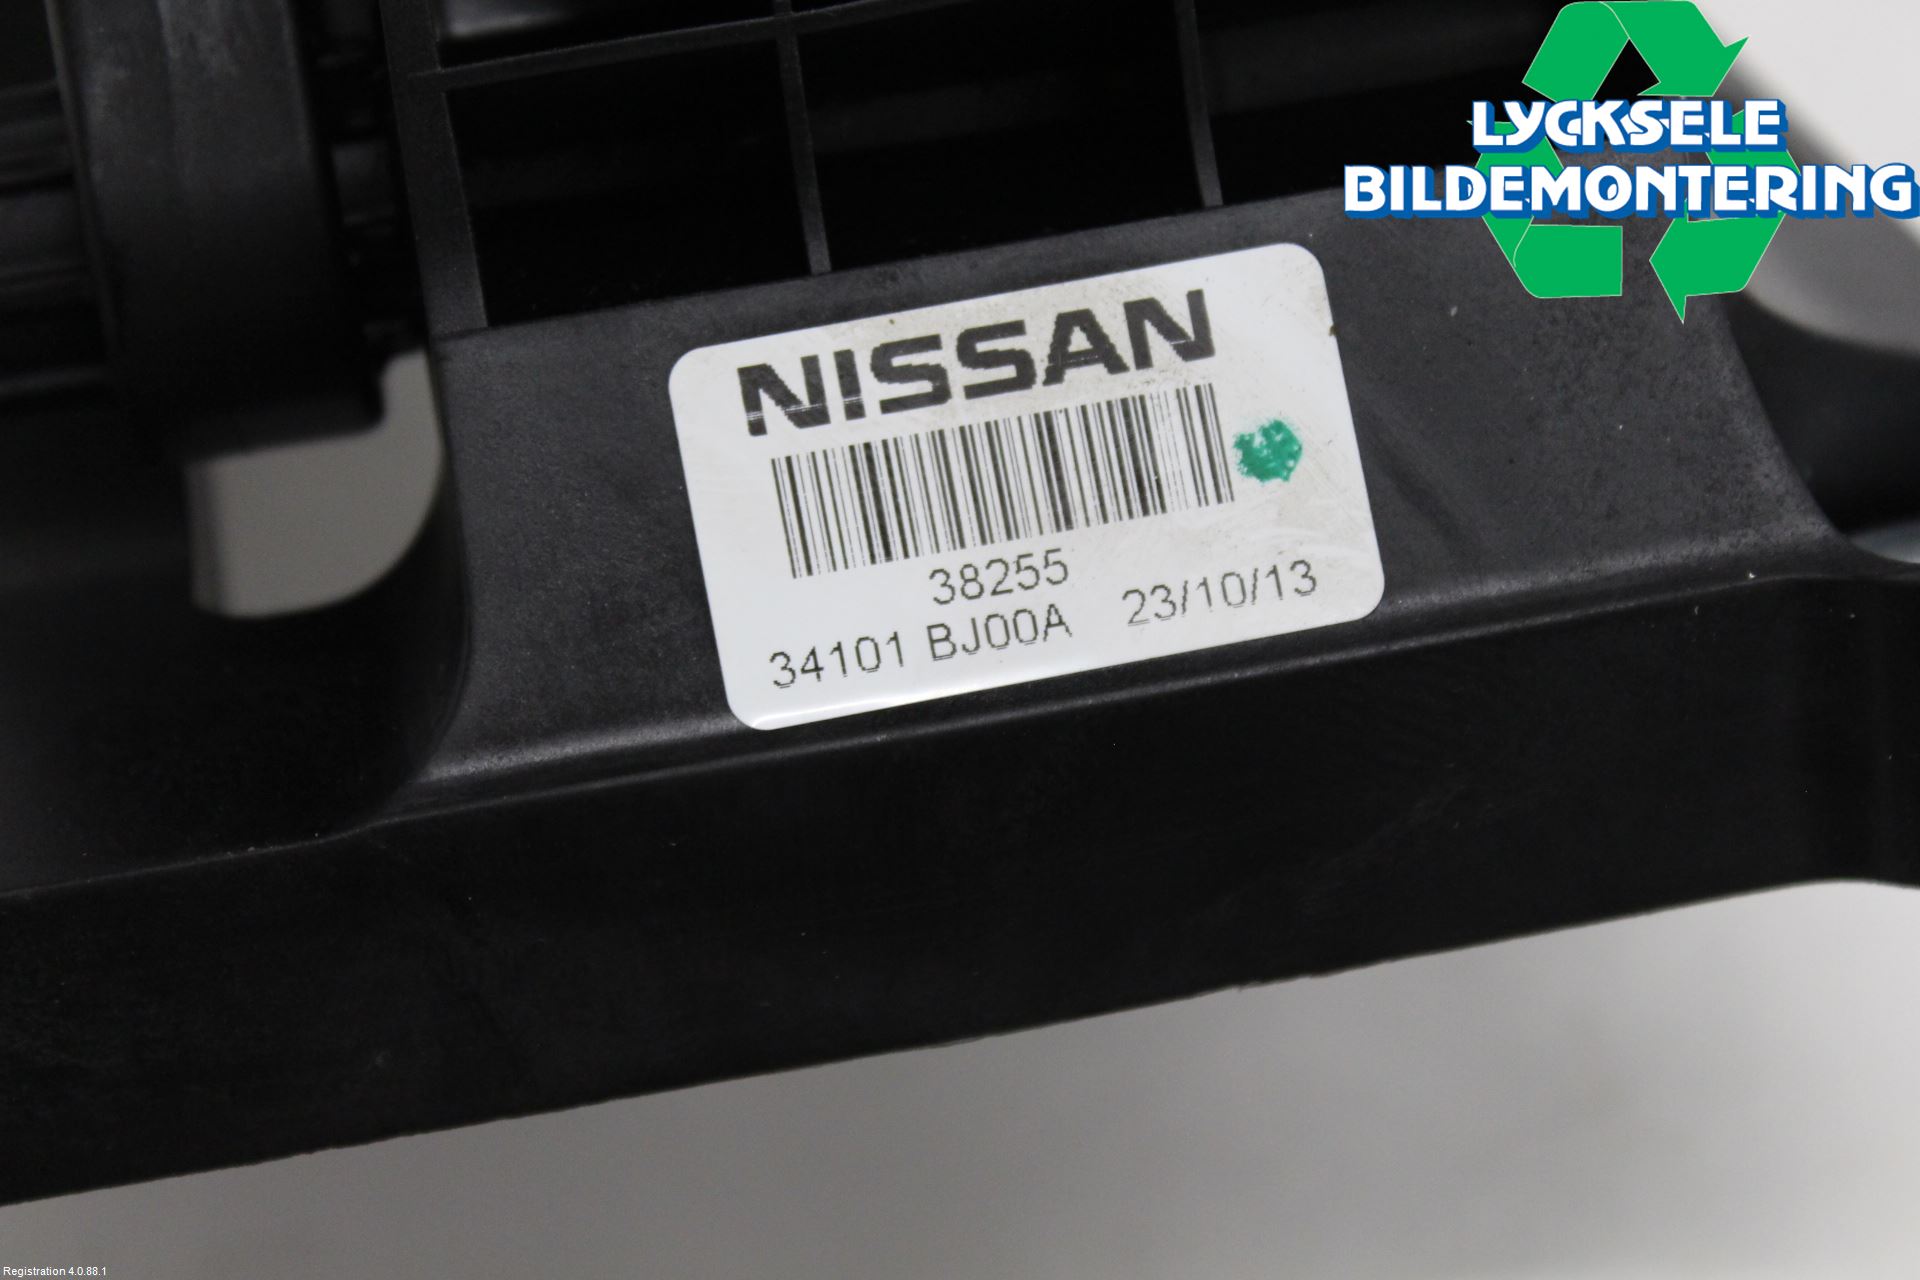 LYCKSELE
BILDEMONTERING
NISSAN
38255
34101 BJ00A 23/10/13
Registration 4.0.88.1